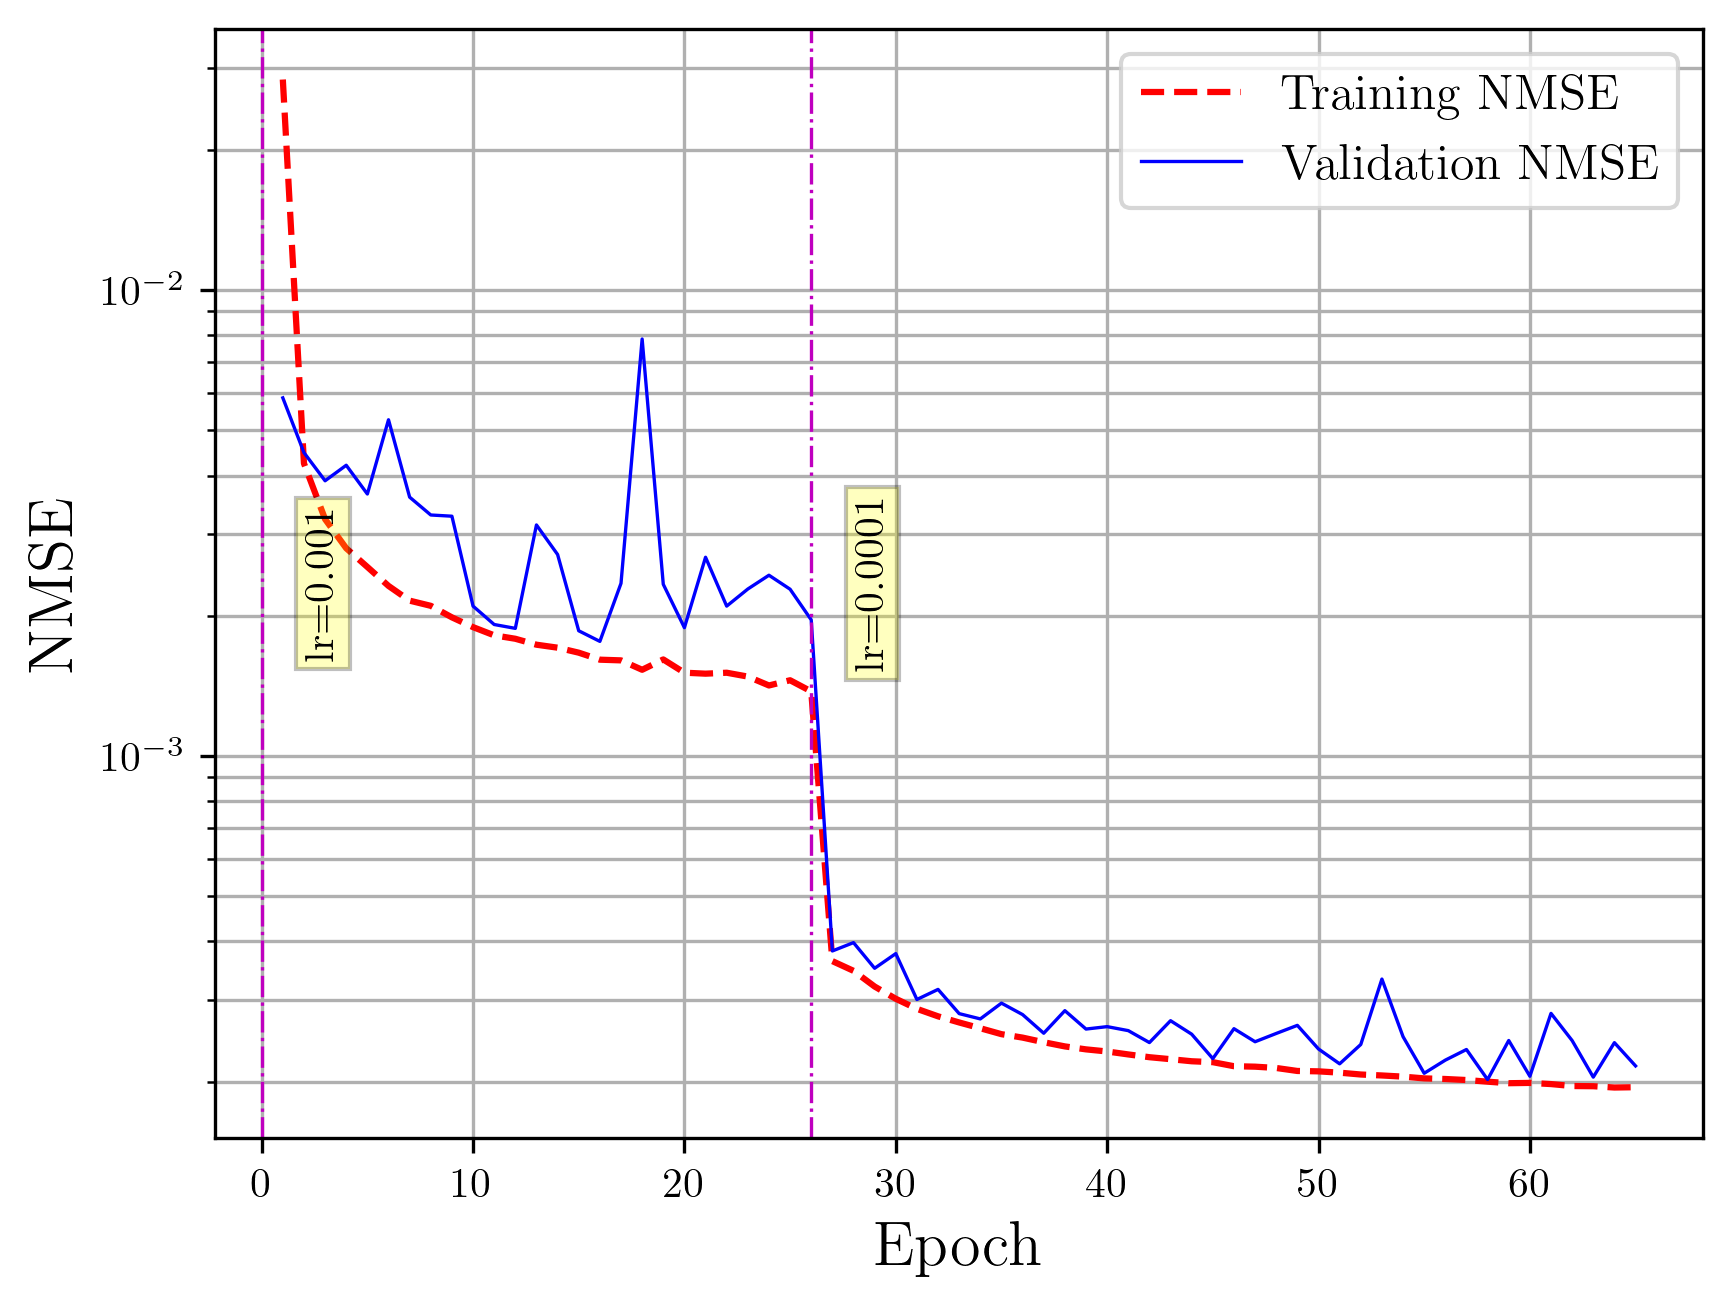 Training NMSE
Validation NMSE
NMSE
10⁻²
10⁻³
lr=0.001
lr=0.0001
0 10 20 30 40 50 60
Epoch